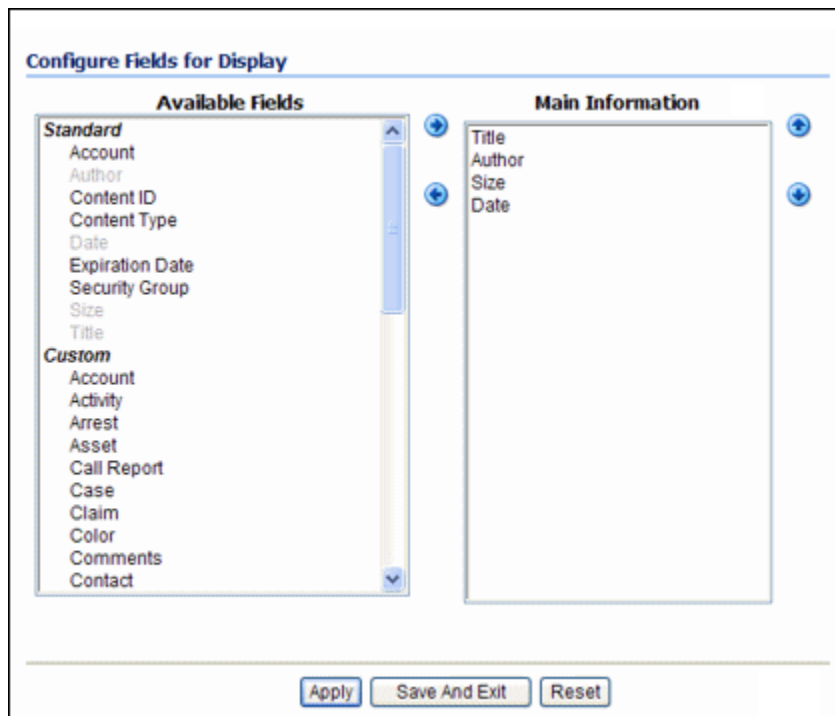 Configure Fields for Display
Available Fields
Standard
Account
Author
Content ID
Content Type
Date
Expiration Date
Security Group
Size
Title
Custom
Account
Activity
Arrest
Asset
Call Report
Case
Claim
Color
Comments
Contact
Main Information
Title
Author
Size
Date
Apply
Save And Exit
Reset